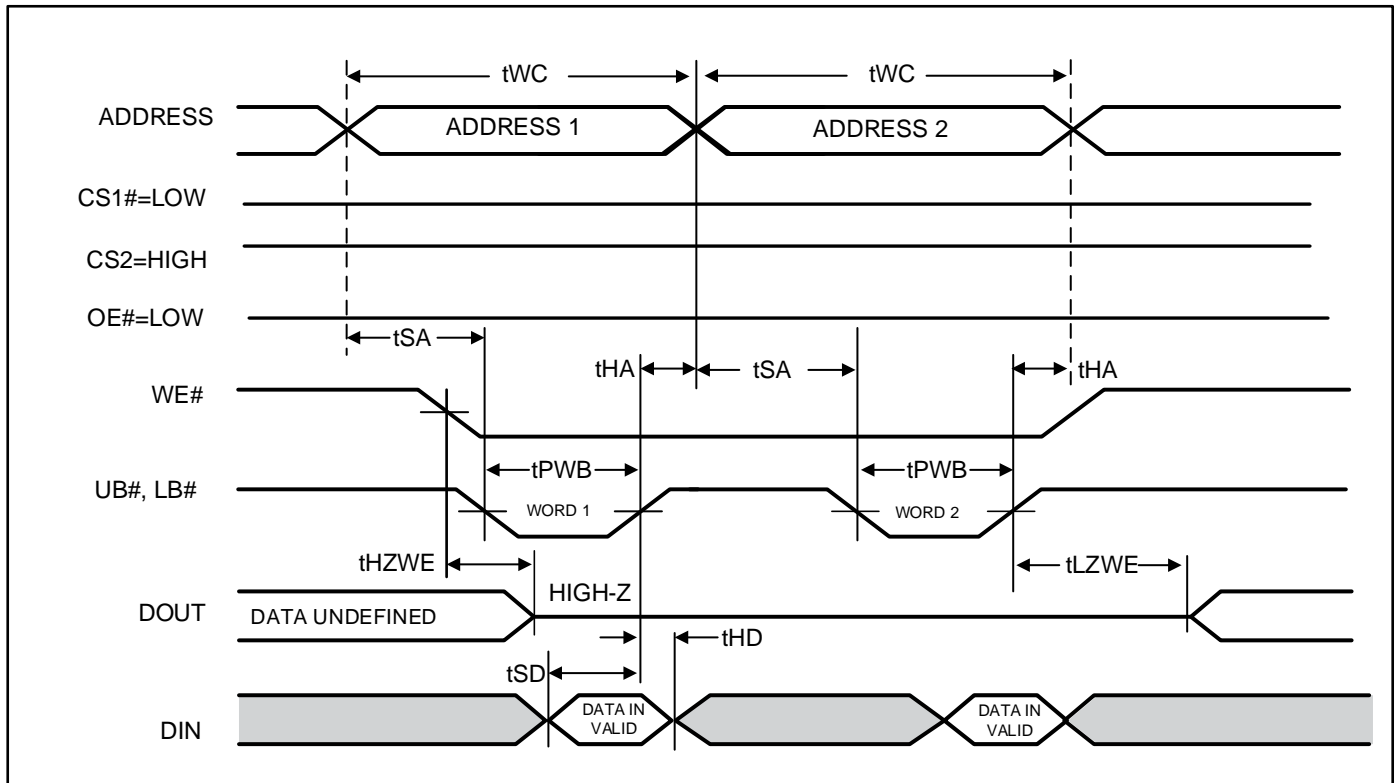 tWC tWC
ADDRESS ADDRESS 1 ADDRESS 2
CS1#=LOW
CS2=HIGH
OE#=LOW
tSA
tHA tSA tHA
WE#
tPWB tPWB
UB#, LB# WORD 1 WORD 2
tHZWE tLZWE
HIGH-Z
DOUT DATA UNDEFINED
tHD
tSD
DIN DATA IN VALID DATA IN VALID